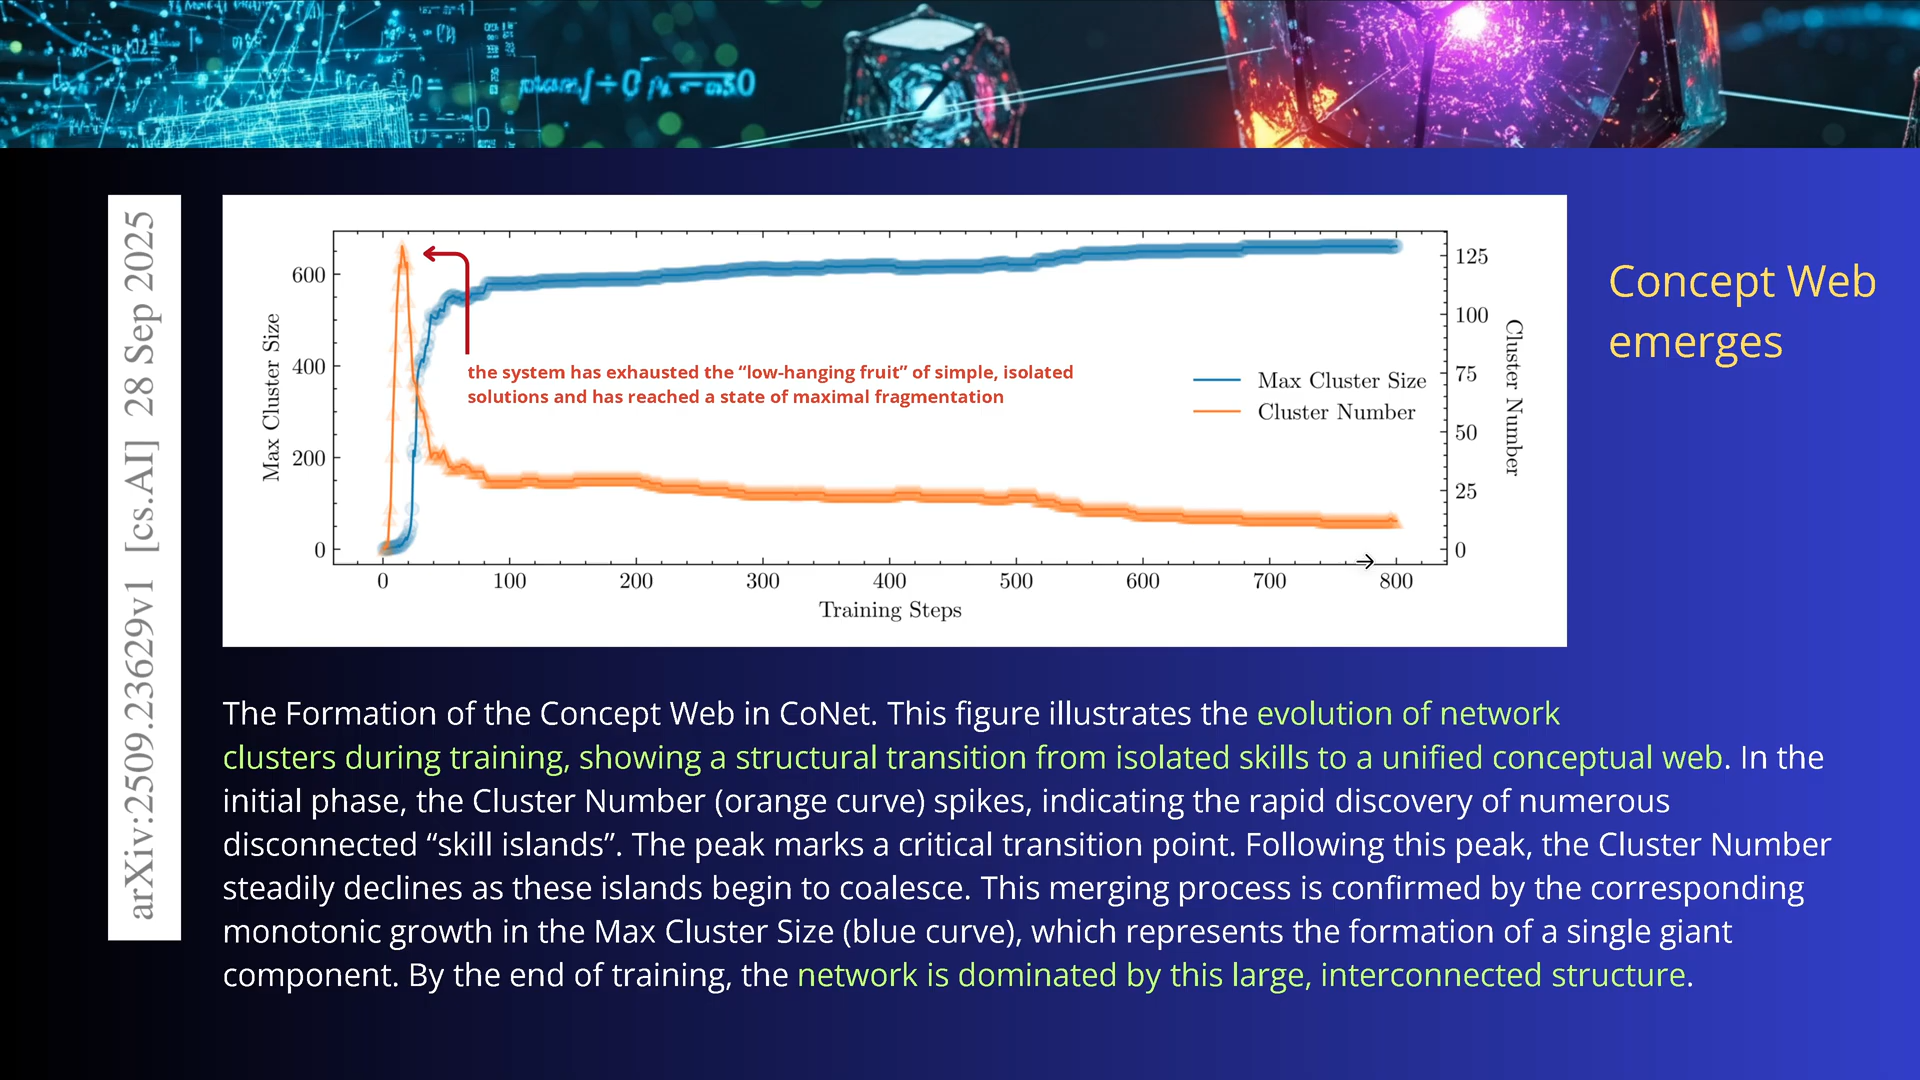 arXiv:2509.23629v1 [cs.AI] 28 Sep 2025
Max Cluster Size
600
400
200
0
the system has exhausted the “low-hanging fruit” of simple, isolated
solutions and has reached a state of maximal fragmentation
Max Cluster Size
Cluster Number
125
100
75
50
25
0
Cluster Number
0 100 200 300 400 500 600 700 800
Training Steps
Concept Web
emerges
The Formation of the Concept Web in CoNet. This figure illustrates the evolution of network
clusters during training, showing a structural transition from isolated skills to a unified conceptual web. In the
initial phase, the Cluster Number (orange curve) spikes, indicating the rapid discovery of numerous
disconnected “skill islands”. The peak marks a critical transition point. Following this peak, the Cluster Number
steadily declines as these islands begin to coalesce. This merging process is confirmed by the corresponding
monotonic growth in the Max Cluster Size (blue curve), which represents the formation of a single giant
component. By the end of training, the network is dominated by this large, interconnected structure.